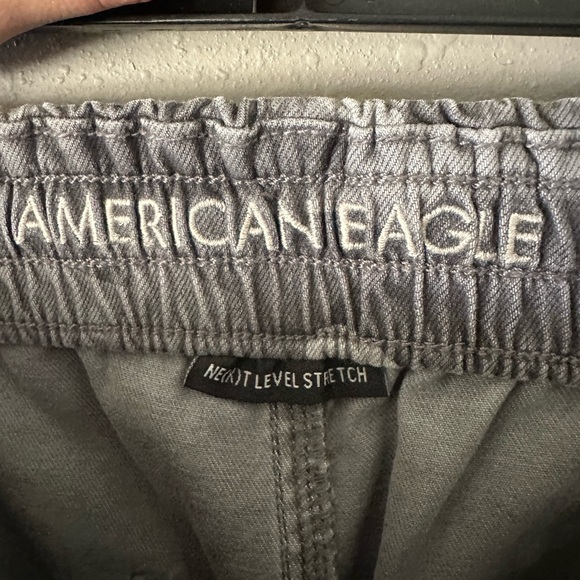 AMERICAN EAGLE
NE(X)T LEVEL STRETCH